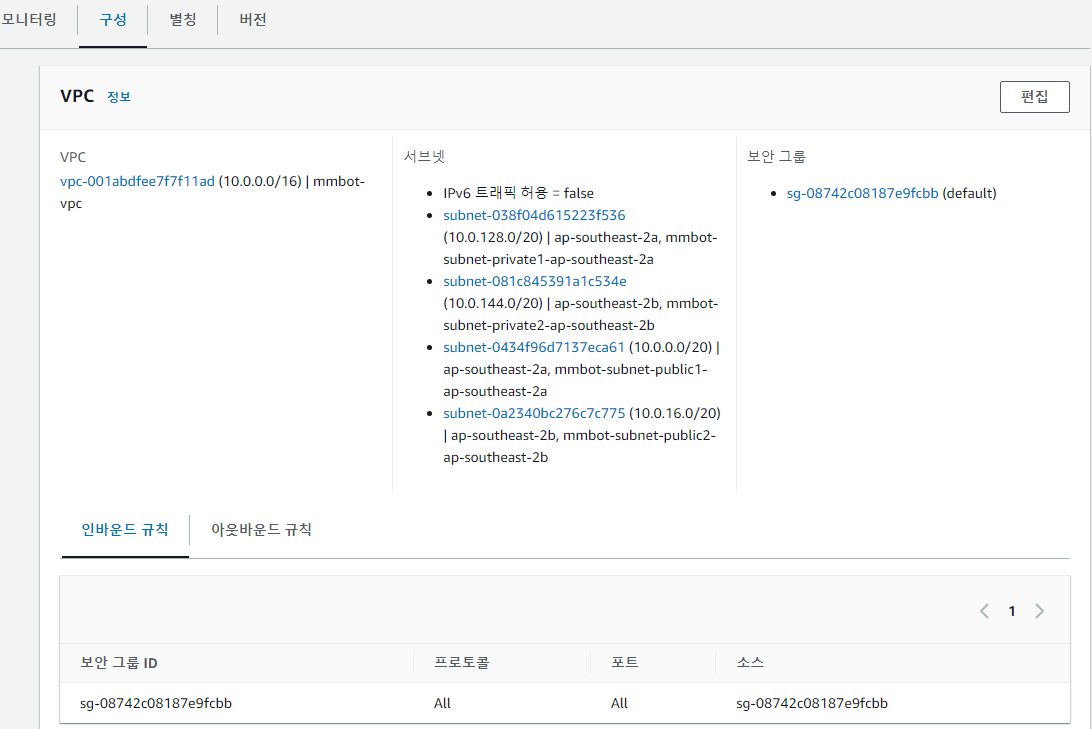 모니터링
구성
별칭
버전
VPC 정보
편집
VPC
vpc-001abdfee7f7f11ad (10.0.0.0/16) | mmbot-
vpc
서브넷
IPv6 트래픽 허용 = false
subnet-038f04d615223f536
(10.0.128.0/20) | ap-southeast-2a, mmbot-
subnet-private1-ap-southeast-2a
subnet-081c845391a1c534e
(10.0.144.0/20) | ap-southeast-2b, mmbot-
subnet-private2-ap-southeast-2b
subnet-0434f96d7137eca61 (10.0.0.0/20) |
ap-southeast-2a, mmbot-subnet-public1-
ap-southeast-2a
subnet-0a2340bc276c7c775 (10.0.16.0/20)
| ap-southeast-2b, mmbot-subnet-public2-
ap-southeast-2b
보안 그룹
sg-08742c08187e9fcbb (default)
인바운드 규칙
아웃바운드 규칙
1
보안 그룹 ID
프로토콜
포트
소스
sg-08742c08187e9fcbb
All
All
sg-08742c08187e9fcbb